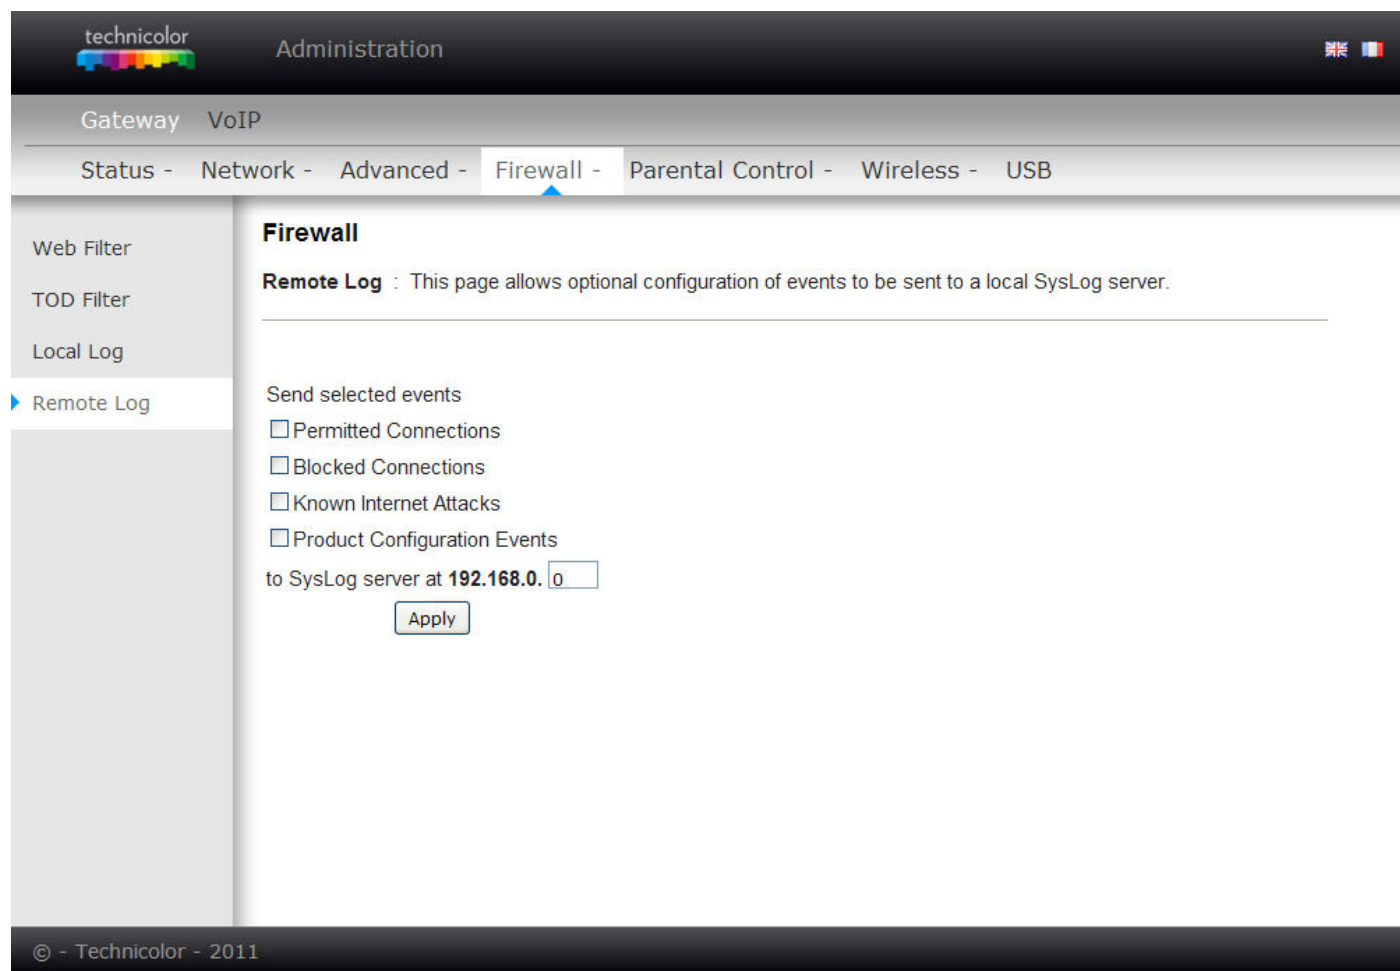 technicolor
Administration
Gateway VoIP
Status - Network - Advanced - Firewall - Parental Control - Wireless - USB
Web Filter
TOD Filter
Local Log
Remote Log
Firewall
Remote Log : This page allows optional configuration of events to be sent to a local SysLog server.
Send selected events
Permitted Connections
Blocked Connections
Known Internet Attacks
Product Configuration Events
to SysLog server at 192.168.0. 0
Apply
© - Technicolor - 2011